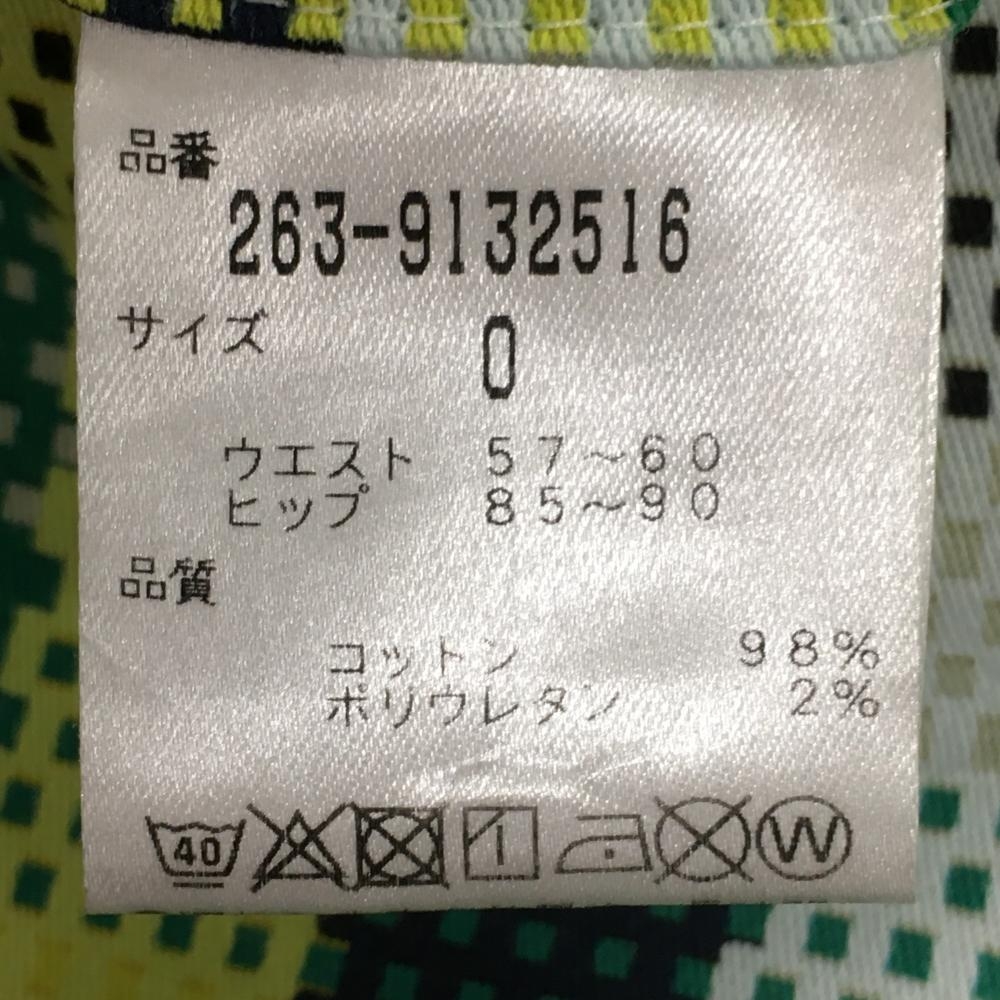 品番
263-9132516
サイズ 0
ウエスト 57~60
ヒップ 85~90
品質
コットン 98%
ポリウレタン 2%
40 W